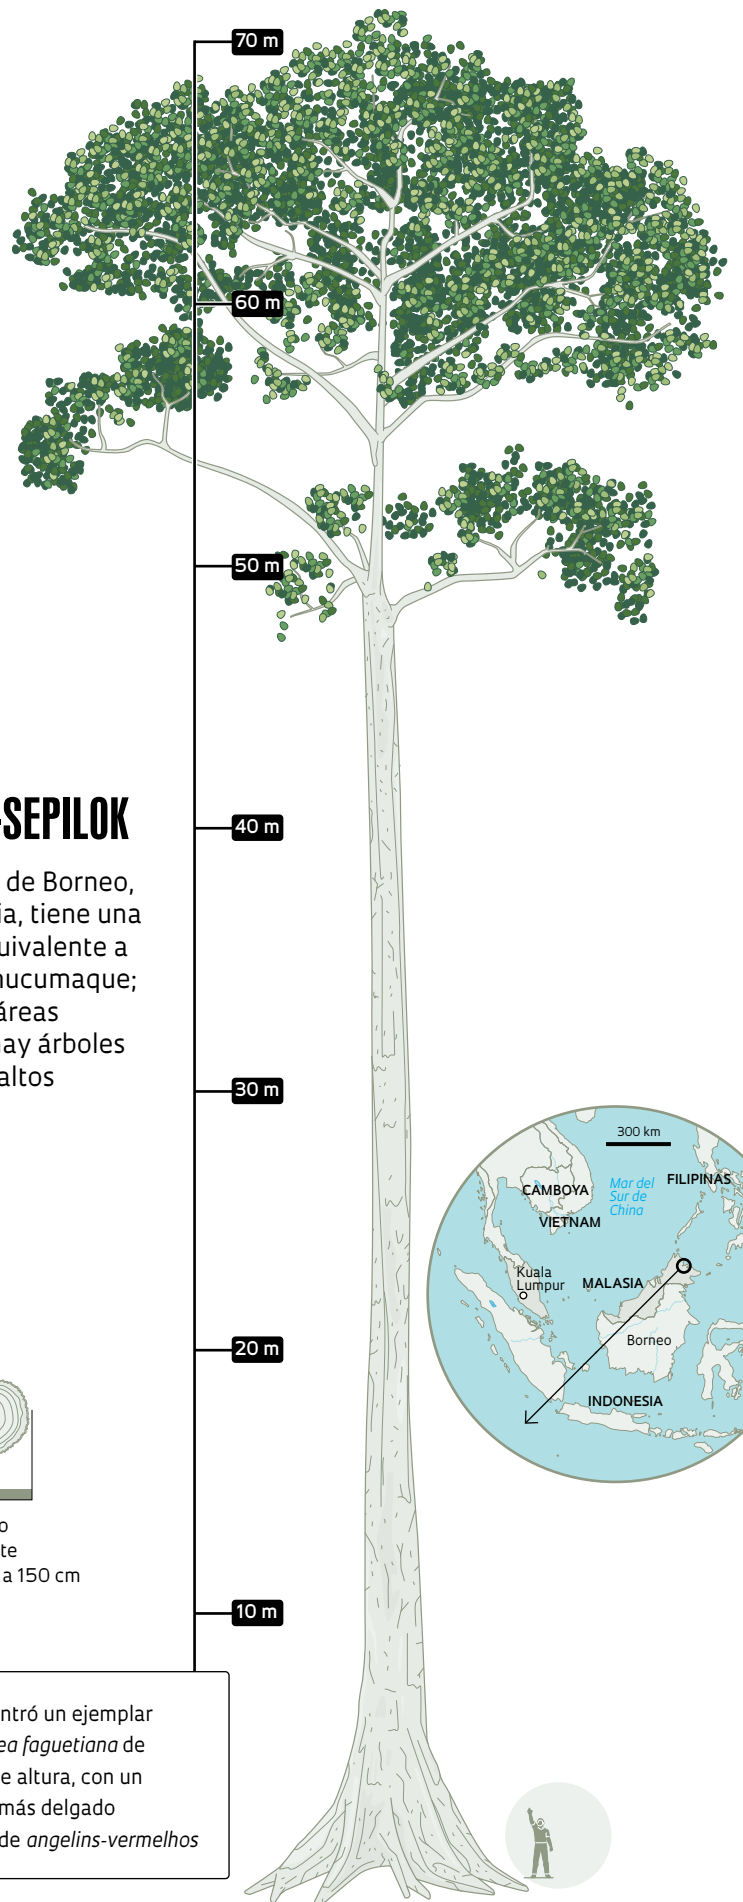 70 m
60 m
50 m
40 m
-SEPILOK
de Borneo,
ia, tiene una
uivalente a
mucumaque;
áreas
hay árboles
altos
30 m
300 km
CAMBOYA
Mar del
Sur de
China
FILIPINAS
VIETNAM
Kuala
Lumpur
MALASIA
Borneo
INDONESIA
20 m
o
te
a 150 cm
10 m
ntró un ejemplar
ea faguetiana de
e altura, con un
más delgado
de angelins-vermelhos